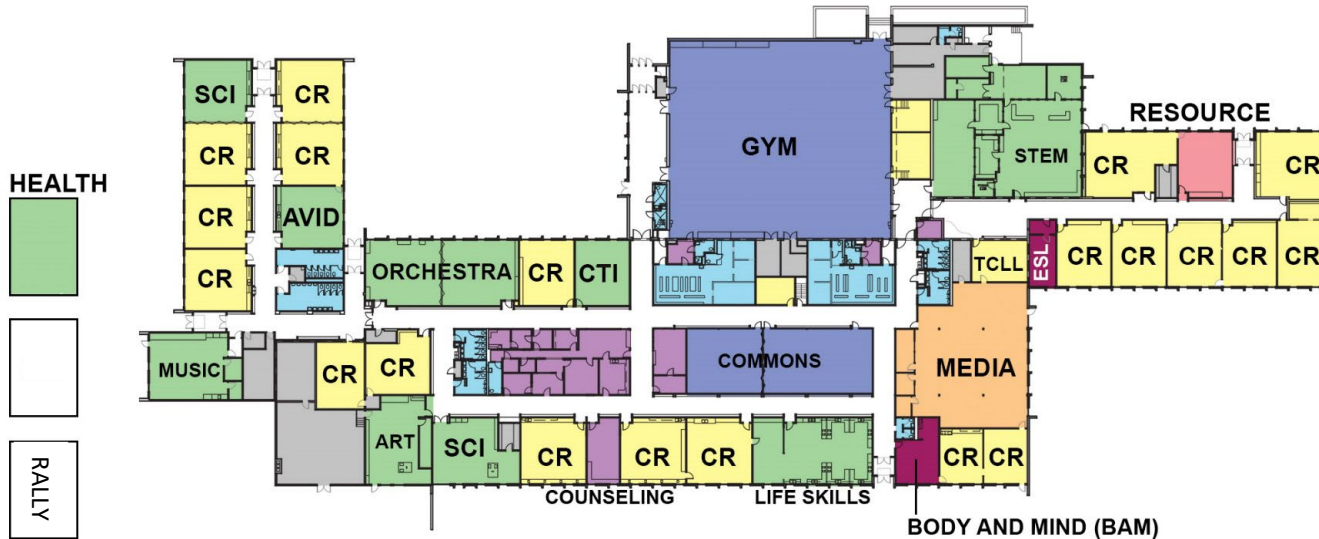 GYM
SCI
CR
RESOURCE
CR
CR
STEM
CR
CR
HEALTH
CR
AVID
ORCHESTRA
CR
CTI
TCLL
ESL
CR
CR
CR
CR
CR
CR
MUSIC
CR
CR
COMMONS
MEDIA
ART
SCI
CR
CR
CR
CR
CR
RALLY
COUNSELING
LIFE SKILLS
BODY AND MIND (BAM)